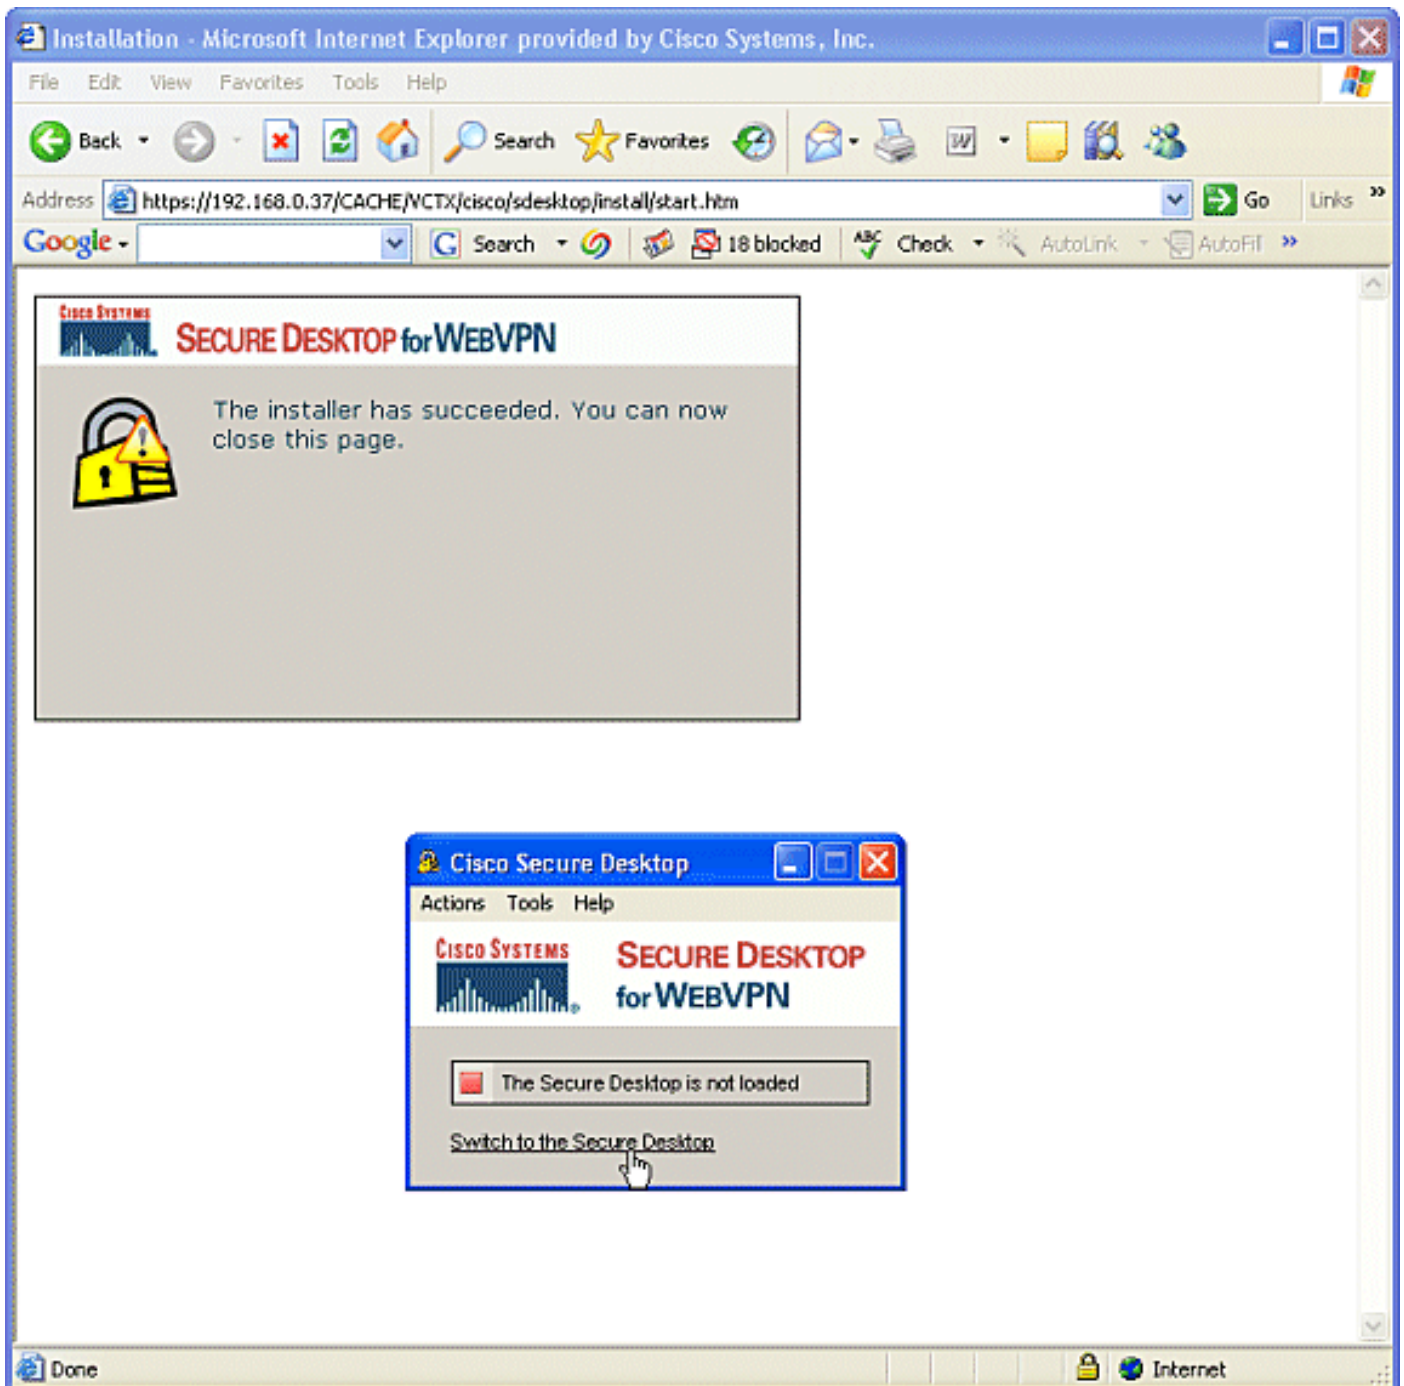 Installation - Microsoft Internet Explorer provided by Cisco Systems, Inc.
File Edit View Favorites Tools Help
Back Search Favorites W
Address https://192.168.0.37/CACHE/VCTX/cisco/sdesktop/install/start.htm Go Links »
Google G Search 18 blocked ABC Check AutoLink AutoFill »
CISCO SYSTEMS
SECURE DESKTOP for WEBVPN
The installer has succeeded. You can now
close this page.
Cisco Secure Desktop
Actions Tools Help
CISCO SYSTEMS
SECURE DESKTOP
for WEBVPN
The Secure Desktop is not loaded
Switch to the Secure Desktop
Done Internet